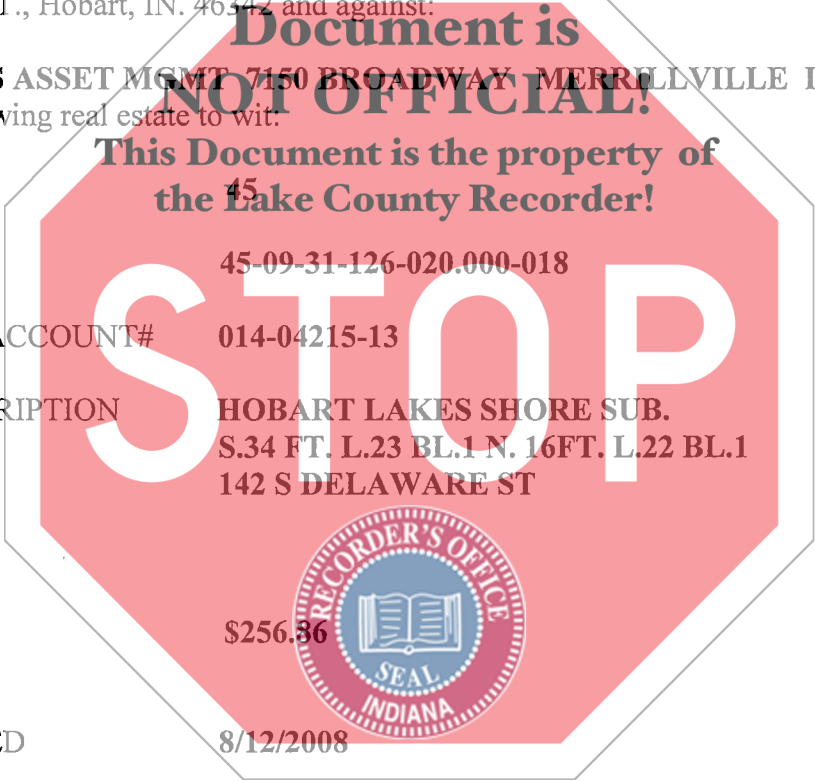 ., Hobart, IN. 46342 and against:
Document is
ASSET MGMT 7150 BROADWAY MERRILLVILLE I
NOT OFFICIAL!
wing real estate to wit:
This Document is the property of
45
the Lake County Recorder!
45-09-31-126-020.000-018
STOP
ACCOUNT# 014-04215-13
RIPTION HOBART LAKES SHORE SUB.
S.34 FT. L.23 BL.1 N. 16FT. L.22 BL.1
142 S DELAWARE ST
RECORDER'S OFFICE
$256.86
SEAL
INDIANA
ED 8/12/2008